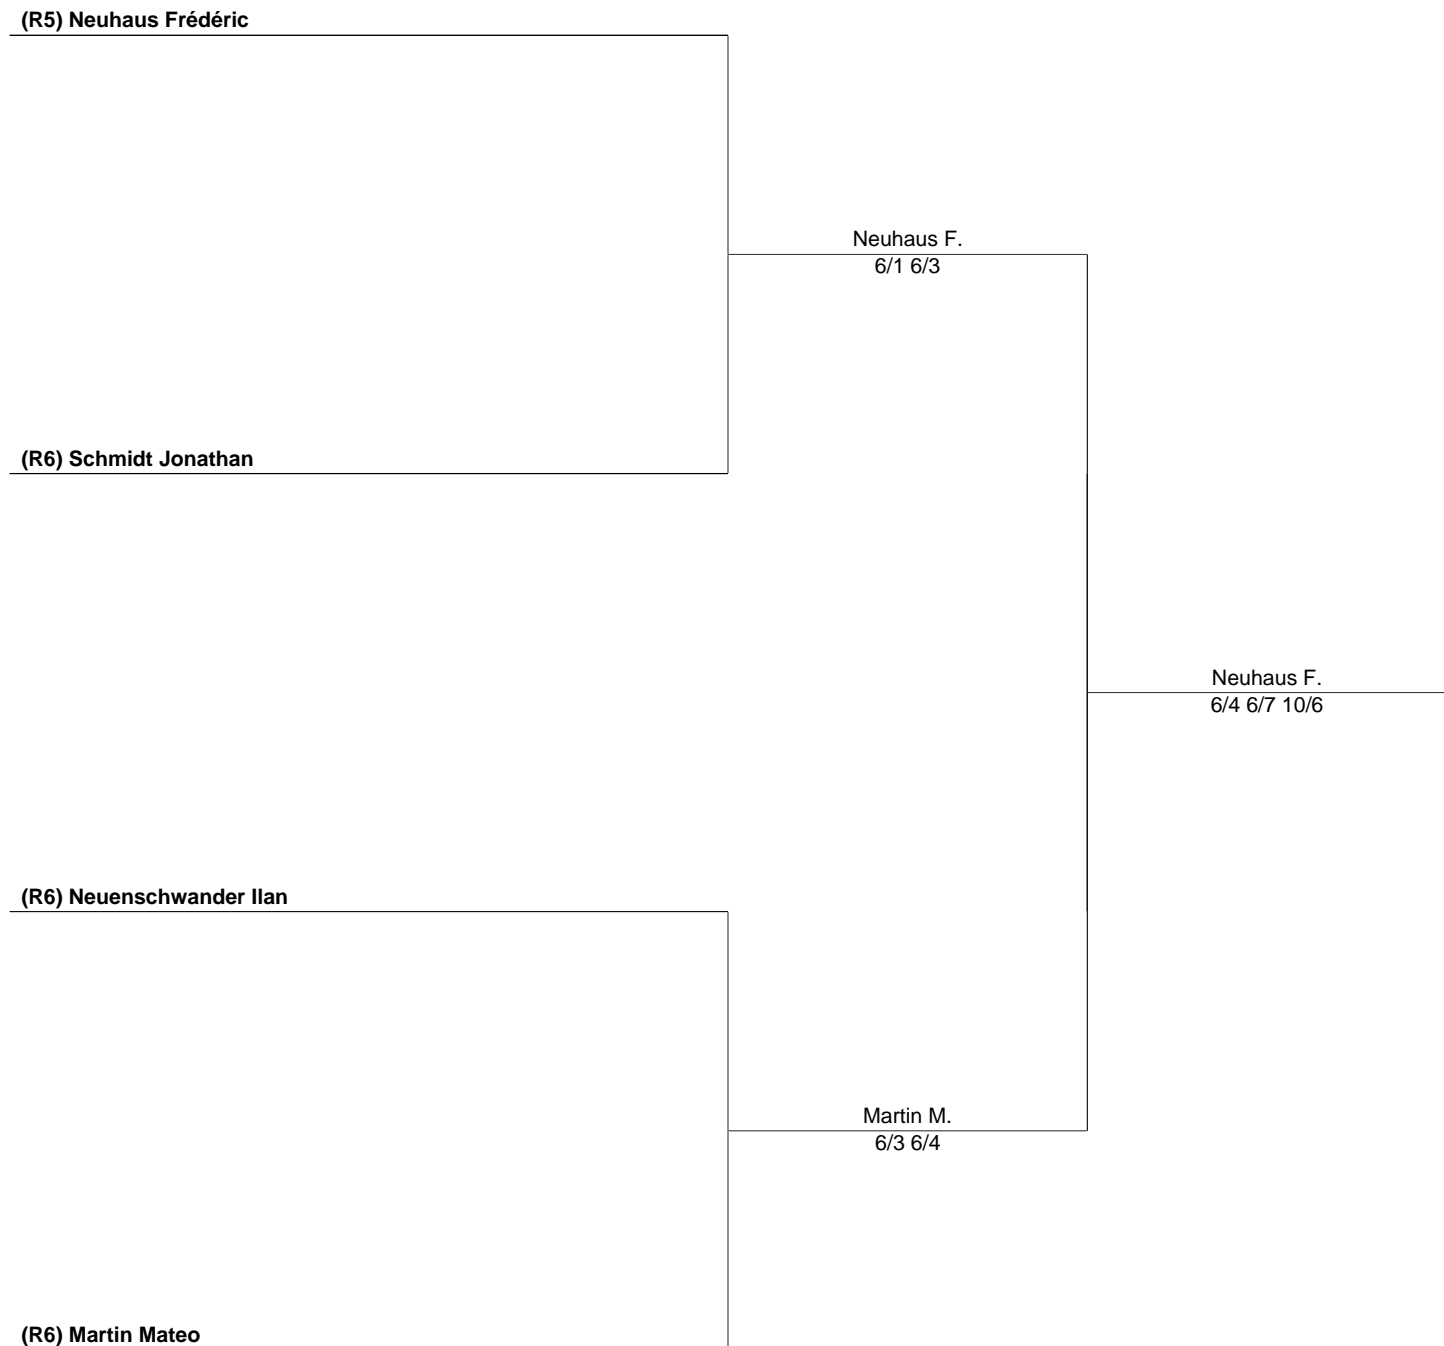 (R5) Neuhaus Frédéric
Neuhaus F.
6/1 6/3
(R6) Schmidt Jonathan
Neuhaus F.
6/4 6/7 10/6
(R6) Neuenschwander Ilan
Martin M.
6/3 6/4
(R6) Martin Mateo